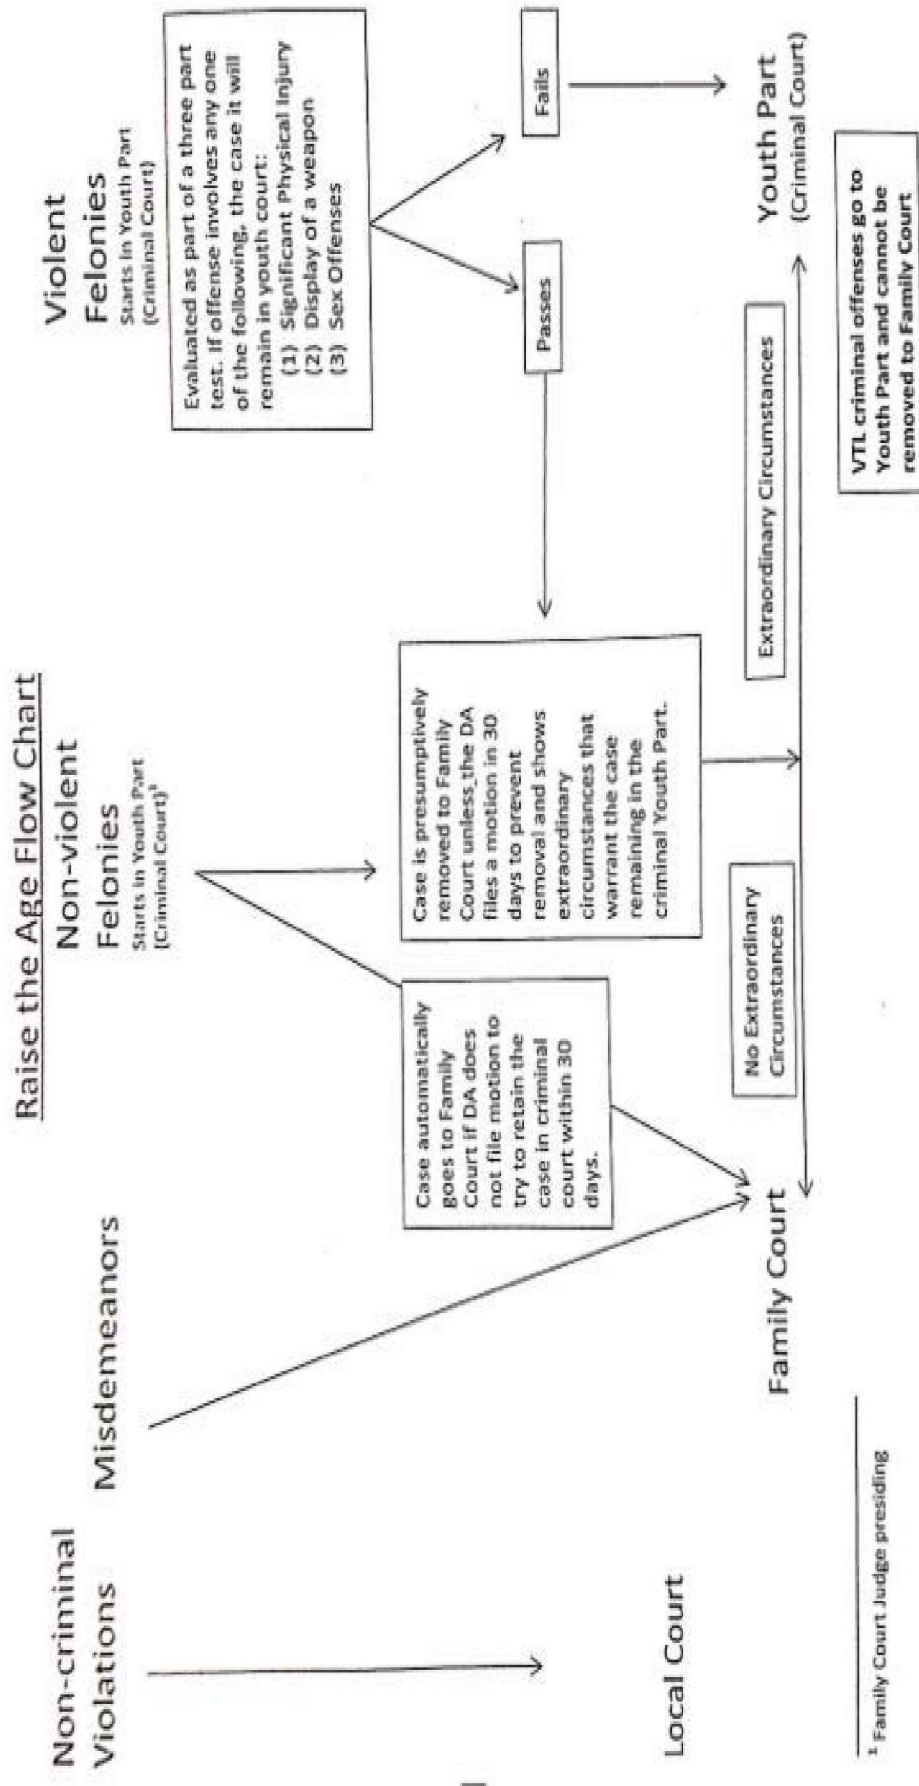 Raise the Age Flow Chart
Non-criminal
Violations
Misdemeanors
Non-violent
Felonies
Starts in Youth Part
(Criminal Court)¹
Violent
Felonies
Starts in Youth Part
(Criminal Court)
Evaluated as part of a three part
test. If offense involves any one
of the following, the case it will
remain in youth court:
(1) Significant Physical Injury
(2) Display of a weapon
(3) Sex Offenses
Case automatically
goes to Family
Court if DA does
not file motion to
try to retain the
case in criminal
court within 30
days.
Case is presumptively
removed to Family
Court unless the DA
files a motion in 30
days to prevent
removal and shows
extraordinary
circumstances that
warrant the case
remaining in the
criminal Youth Part.
Passes
Fails
Local Court
Family Court
No Extraordinary
Circumstances
Extraordinary Circumstances
Youth Part
(Criminal Court)
VTL criminal offenses go to
Youth Part and cannot be
removed to Family Court
¹ Family Court Judge presiding